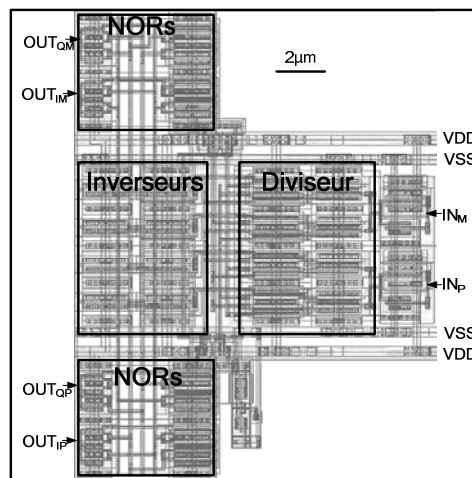 NORs
OUTQM
2µm
OUTIM
VDD
VSS
Inverseurs
Diviseur
INM
INP
VSS
VDD
NORs
OUTQP
OUTIP